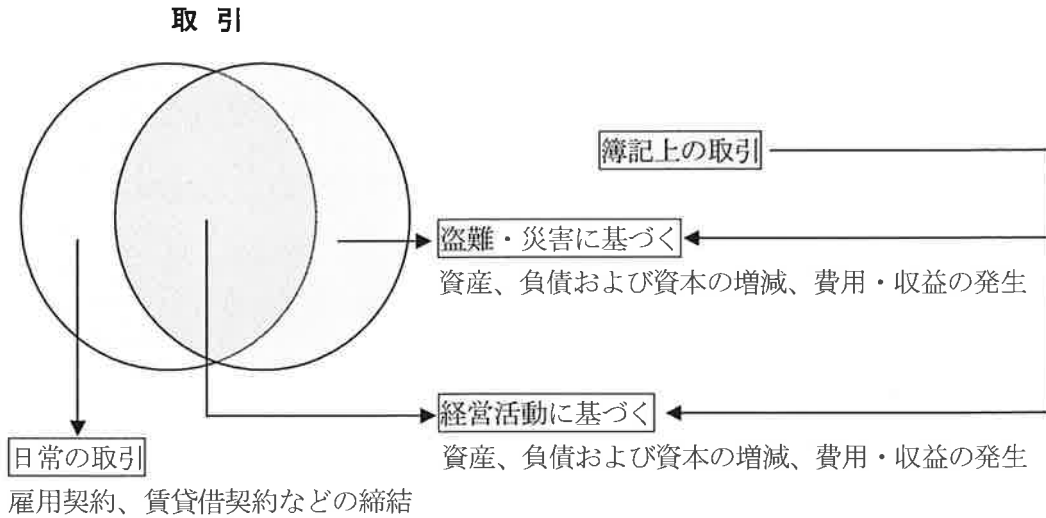 取 引
簿記上の取引
盗難・災害に基づく
資産、負債および資本の増減、費用・収益の発生
経営活動に基づく
資産、負債および資本の増減、費用・収益の発生
日常の取引
雇用契約、賃貸借契約などの締結